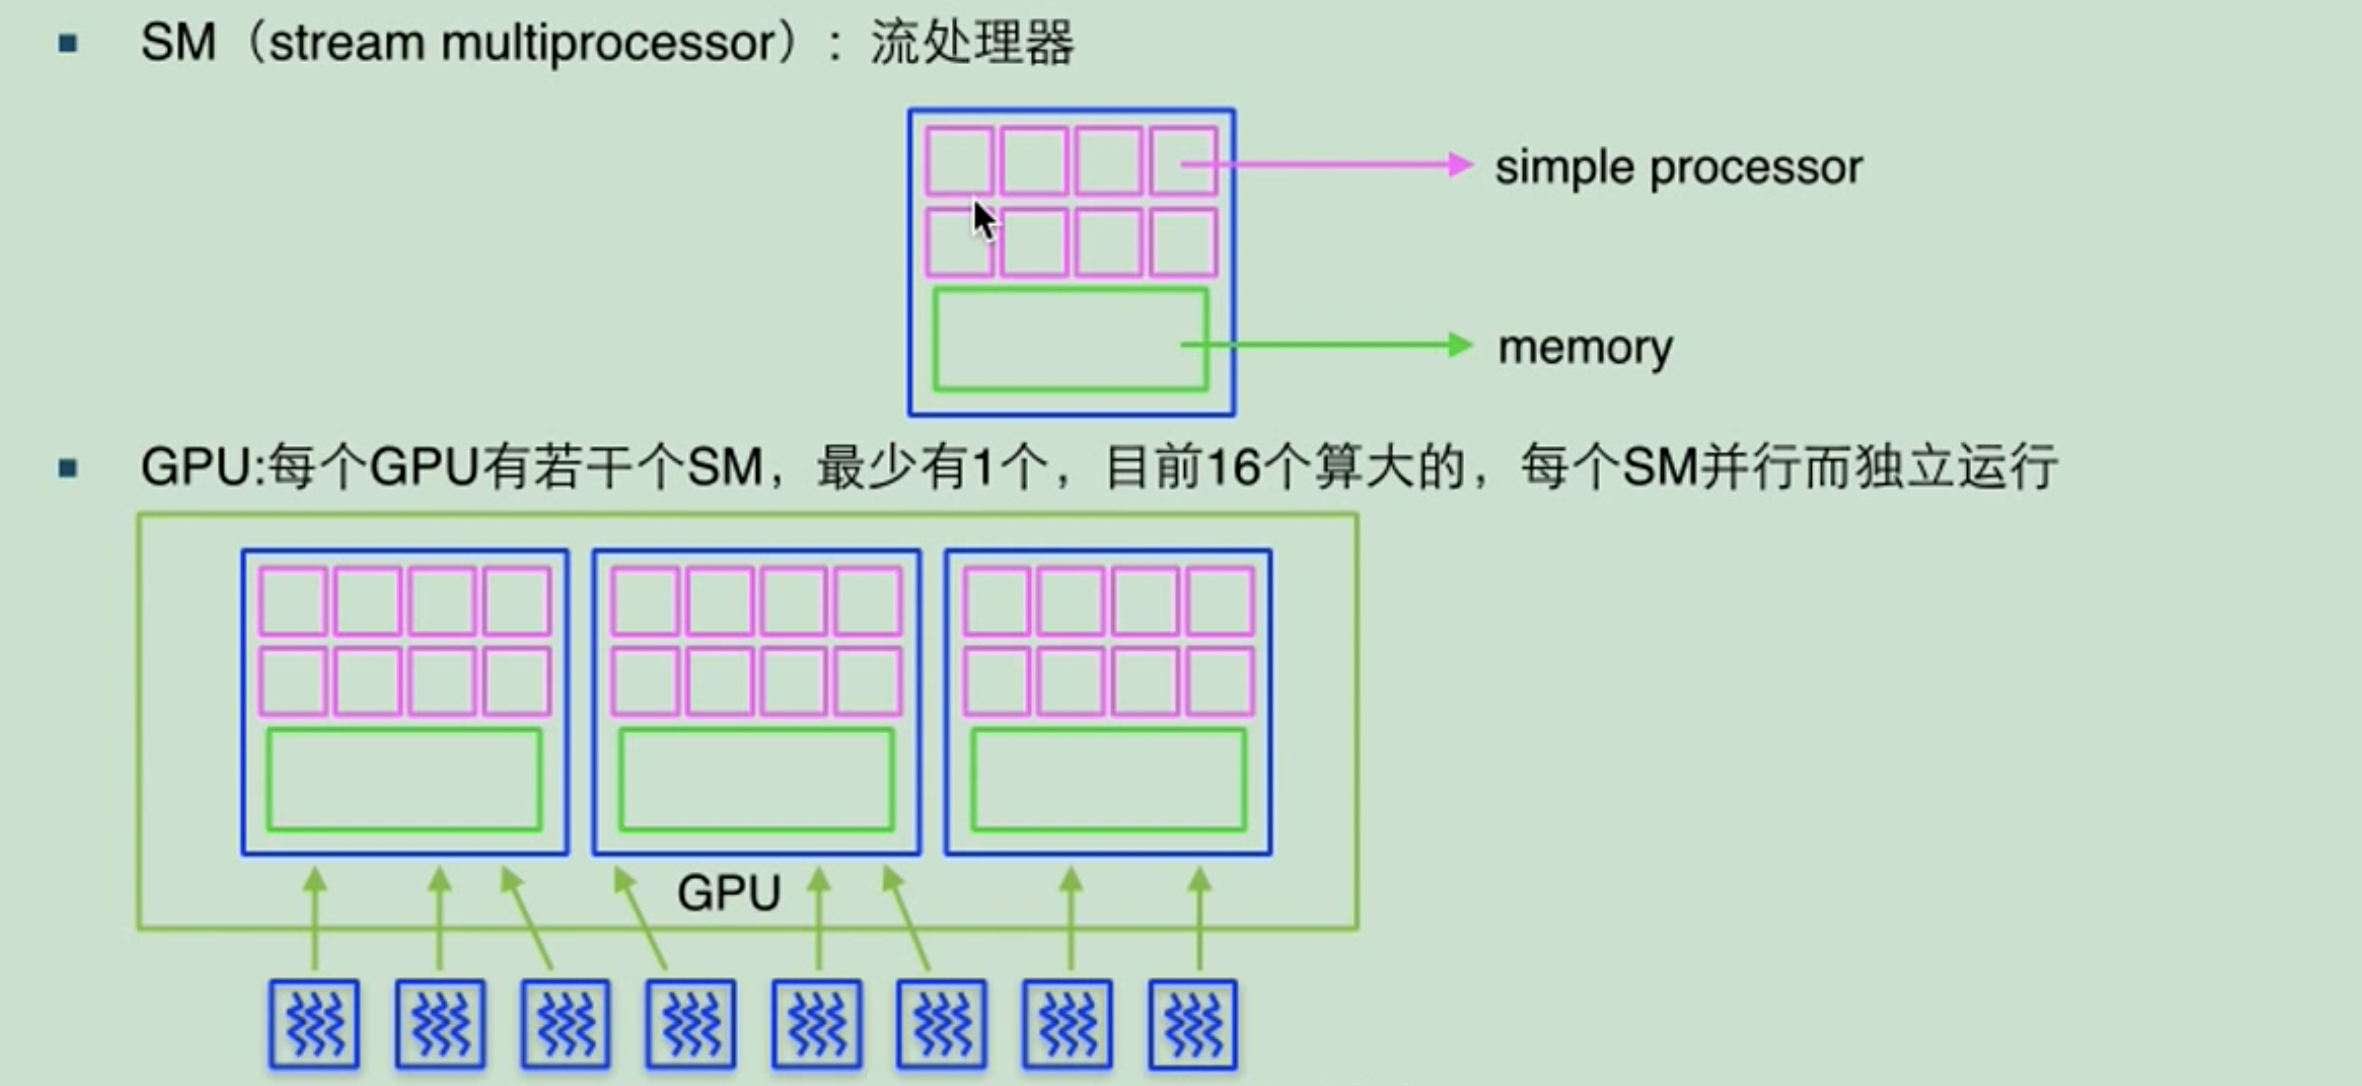 SM（stream multiprocessor）: 流处理器
simple processor
memory
GPU:每个GPU有若干个SM，最少有1个，目前16个算大的，每个SM并行而独立运行
GPU